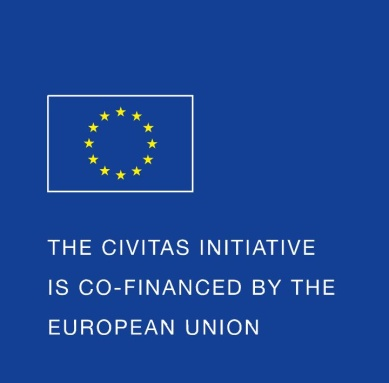 THE CIVITAS INITIATIVE
IS CO-FINANCED BY THE
EUROPEAN UNION